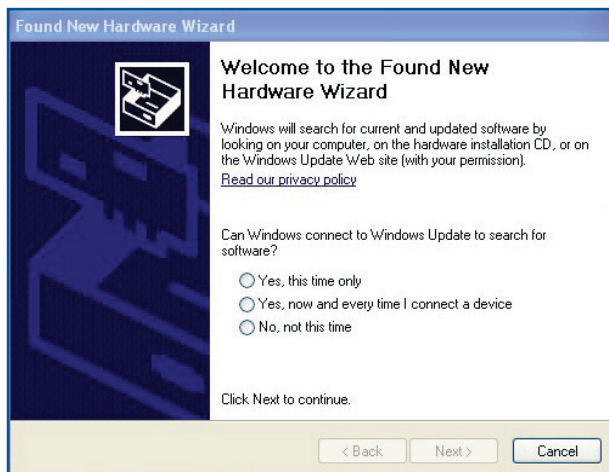 Found New Hardware Wizard
Welcome to the Found New
Hardware Wizard
Windows will search for current and updated software by
looking on your computer, on the hardware installation CD, or on
the Windows Update Web site (with your permission).
Read our privacy policy
Can Windows connect to Windows Update to search for
software?
Yes, this time only
Yes, now and every time I connect a device
No, not this time
Click Next to continue.
< Back Next > Cancel